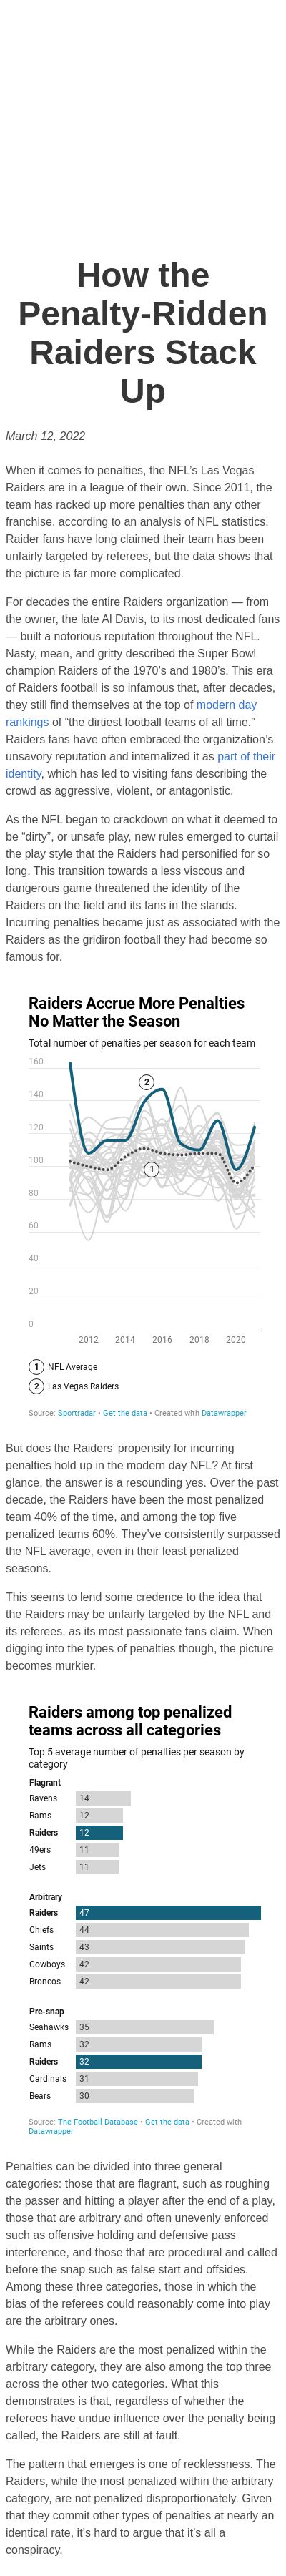 How the
Penalty-Ridden
Raiders Stack
Up
March 12, 2022
When it comes to penalties, the NFL’s Las Vegas
Raiders are in a league of their own. Since 2011, the
team has racked up more penalties than any other
franchise, according to an analysis of NFL statistics.
Raider fans have long claimed their team has been
unfairly targeted by referees, but the data shows that
the picture is far more complicated.
For decades the entire Raiders organization — from
the owner, the late Al Davis, to its most dedicated fans
— built a notorious reputation throughout the NFL.
Nasty, mean, and gritty described the Super Bowl
champion Raiders of the 1970’s and 1980’s. This era
of Raiders football is so infamous that, after decades,
they still find themselves at the top of modern day
rankings of “the dirtiest football teams of all time.”
Raiders fans have often embraced the organization’s
unsavory reputation and internalized it as part of their
identity, which has led to visiting fans describing the
crowd as aggressive, violent, or antagonistic.
As the NFL began to crackdown on what it deemed to
be “dirty”, or unsafe play, new rules emerged to curtail
the play style that the Raiders had personified for so
long. This transition towards a less viscous and
dangerous game threatened the identity of the
Raiders on the field and its fans in the stands.
Incurring penalties became just as associated with the
Raiders as the gridiron football they had become so
famous for.
Raiders Accrue More Penalties
No Matter the Season
Total number of penalties per season for each team
160
140
120
100
80
60
40
20
0
2
1
2012 2014 2016 2018 2020
1 NFL Average
2 Las Vegas Raiders
Source: Sportradar • Get the data • Created with Datawrapper
But does the Raiders’ propensity for incurring
penalties hold up in the modern day NFL? At first
glance, the answer is a resounding yes. Over the past
decade, the Raiders have been the most penalized
team 40% of the time, and among the top five
penalized teams 60%. They’ve consistently surpassed
the NFL average, even in their least penalized
seasons.
This seems to lend some credence to the idea that
the Raiders may be unfairly targeted by the NFL and
its referees, as its most passionate fans claim. When
digging into the types of penalties though, the picture
becomes murkier.
Raiders among top penalized
teams across all categories
Top 5 average number of penalties per season by
category
Flagrant
Ravens 14
Rams 12
Raiders 12
49ers 11
Jets 11
Arbitrary
Raiders 47
Chiefs 44
Saints 43
Cowboys 42
Broncos 42
Pre-snap
Seahawks 35
Rams 32
Raiders 32
Cardinals 31
Bears 30
Source: The Football Database • Get the data • Created with
Datawrapper
Penalties can be divided into three general
categories: those that are flagrant, such as roughing
the passer and hitting a player after the end of a play,
those that are arbitrary and often unevenly enforced
such as offensive holding and defensive pass
interference, and those that are procedural and called
before the snap such as false start and offsides.
Among these three categories, those in which the
bias of the referees could reasonably come into play
are the arbitrary ones.
While the Raiders are the most penalized within the
arbitrary category, they are also among the top three
across the other two categories. What this
demonstrates is that, regardless of whether the
referees have undue influence over the penalty being
called, the Raiders are still at fault.
The pattern that emerges is one of recklessness. The
Raiders, while the most penalized within the arbitrary
category, are not penalized disproportionately. Given
that they commit other types of penalties at nearly an
identical rate, it’s hard to argue that it’s all a
conspiracy.